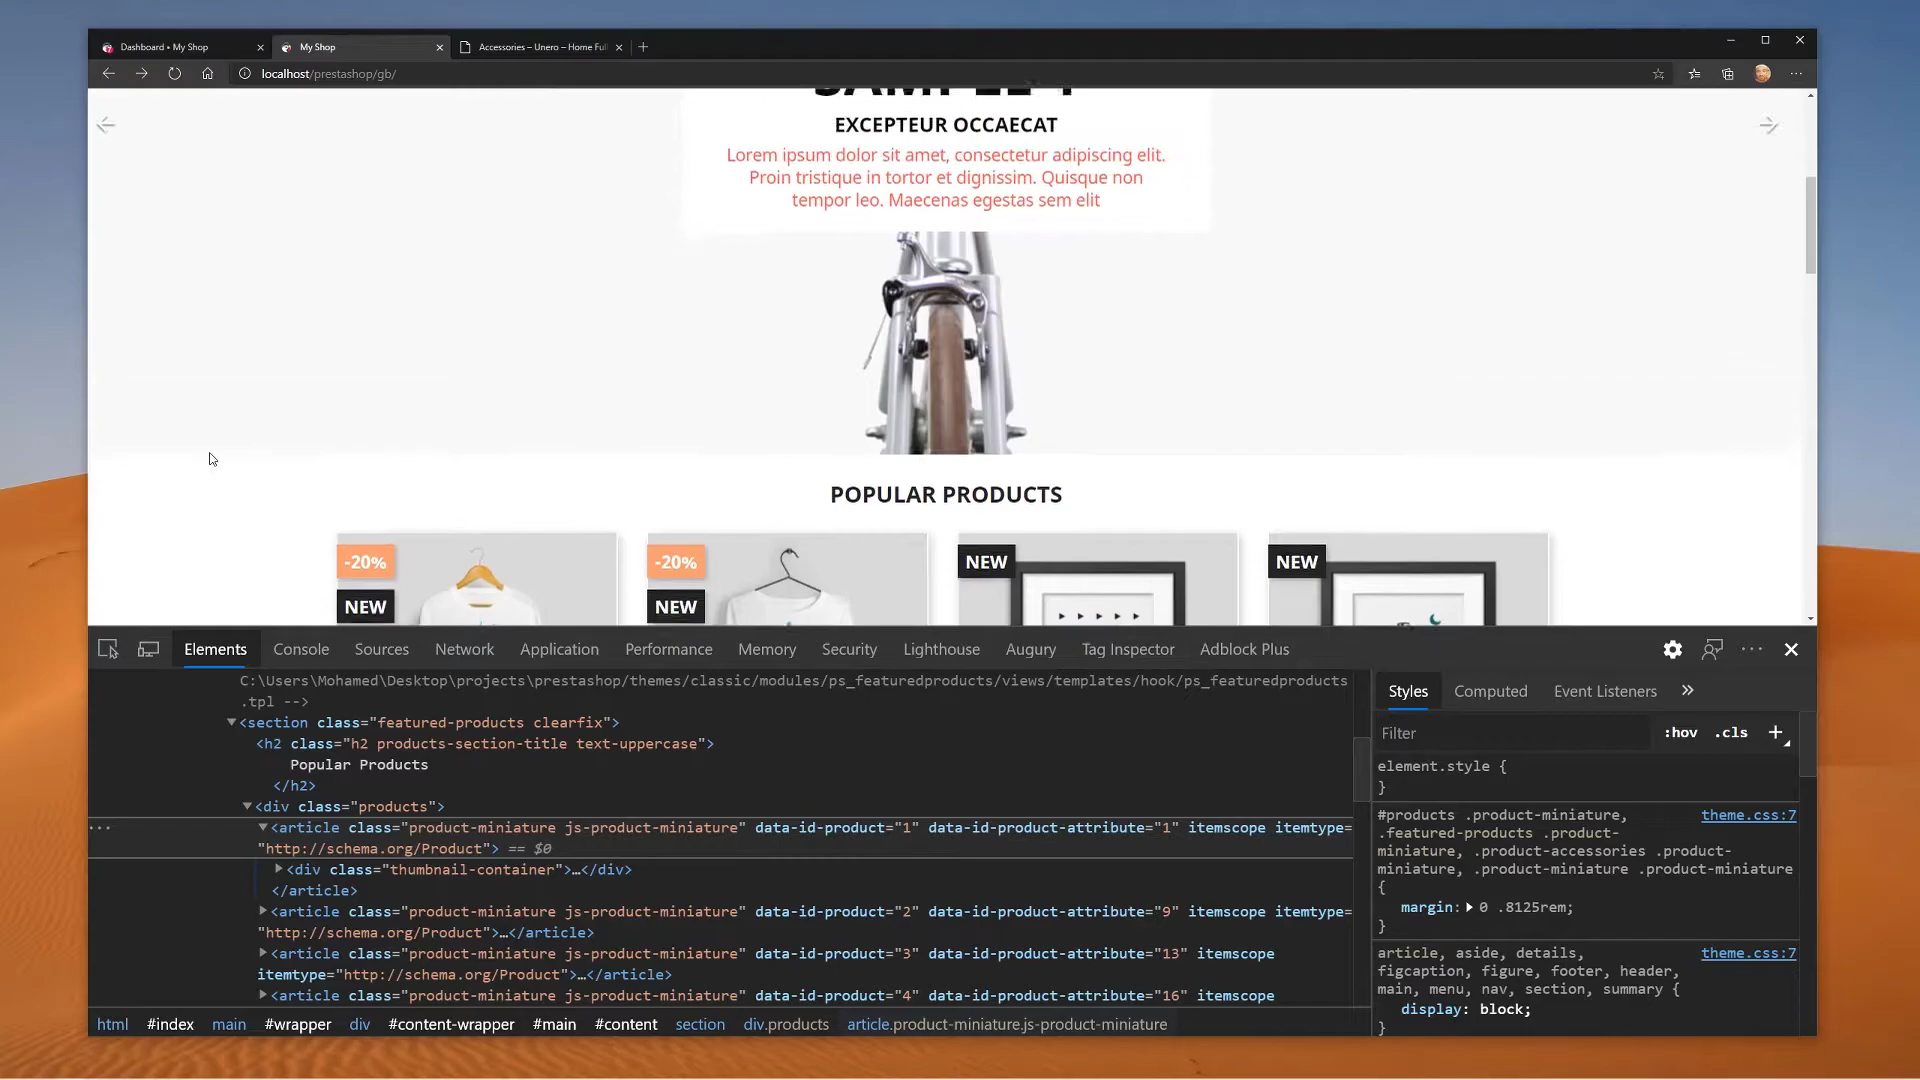 Dashboard • My Shop
My Shop
Accessories – Unero – Home Ful
localhost/prestashop/gb/
SAMPLE
EXCEPTEUR OCCAECAT
Lorem ipsum dolor sit amet, consectetur adipiscing elit.
Proin tristique in tortor et dignissim. Quisque non
tempor leo. Maecenas egestas sem elit
POPULAR PRODUCTS
-20%
NEW
-20%
NEW
NEW
NEW
Elements Console Sources Network Application Performance Memory Security Lighthouse Augury Tag Inspector Adblock Plus
C:\Users\Mohamed\Desktop\projects\prestashop/themes/classic/modules/ps_featuredproducts/views/templates/hook/ps_featuredproducts
.tpl -->
<section class="featured-products clearfix">
<h2 class="h2 products-section-title text-uppercase">
Popular Products
</h2>
<div class="products">
<article class="product-miniature js-product-miniature" data-id-product="1" data-id-product-attribute="1" itemscope itemtype=
"http://schema.org/Product"> == $0
<div class="thumbnail-container">…</div>
</article>
<article class="product-miniature js-product-miniature" data-id-product="2" data-id-product-attribute="9" itemscope itemtype=
"http://schema.org/Product">…</article>
<article class="product-miniature js-product-miniature" data-id-product="3" data-id-product-attribute="13" itemscope
itemtype="http://schema.org/Product">…</article>
<article class="product-miniature js-product-miniature" data-id-product="4" data-id-product-attribute="16" itemscope
html #index main #wrapper div #content-wrapper #main #content section div.products article.product-miniature.js-product-miniature
Styles Computed Event Listeners
Filter :hov .cls +
element.style {
}
#products .product-miniature, theme.css:7
.featured-products .product-
miniature, .product-accessories .product-
miniature, .product-miniature .product-miniature
{
margin: 0 .8125rem;
}
article, aside, details, theme.css:7
figcaption, figure, footer, header,
main, menu, nav, section, summary {
display: block;
}